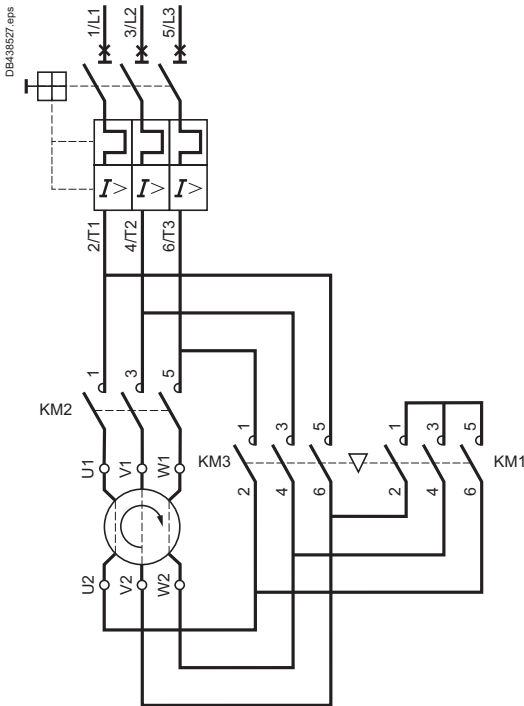 DB438527.eps
1/L1 3/L2 5/L3
I> I> I>
2/T1 4/T2 6/T3
1 3 5
KM2
U1 V1 W1
U2 V2 W2
1 3 5
KM3
2 4 6
1 3 5
KM1
2 4 6